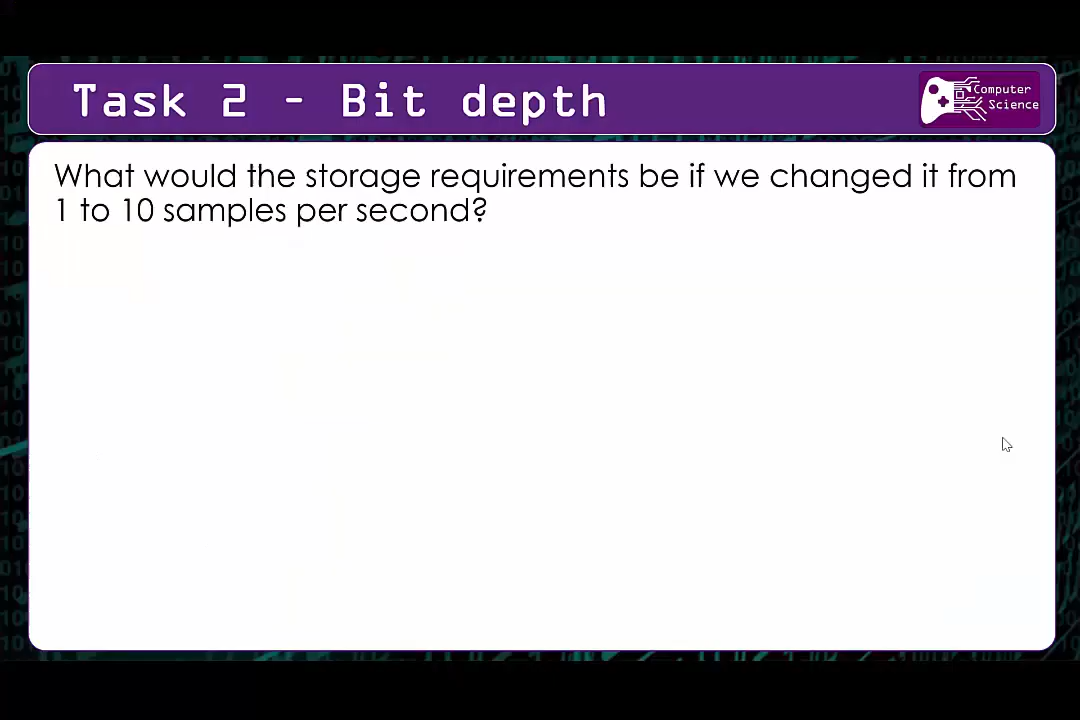 Task 2 - Bit depth
Computer
Science
What would the storage requirements be if we changed it from
1 to 10 samples per second?